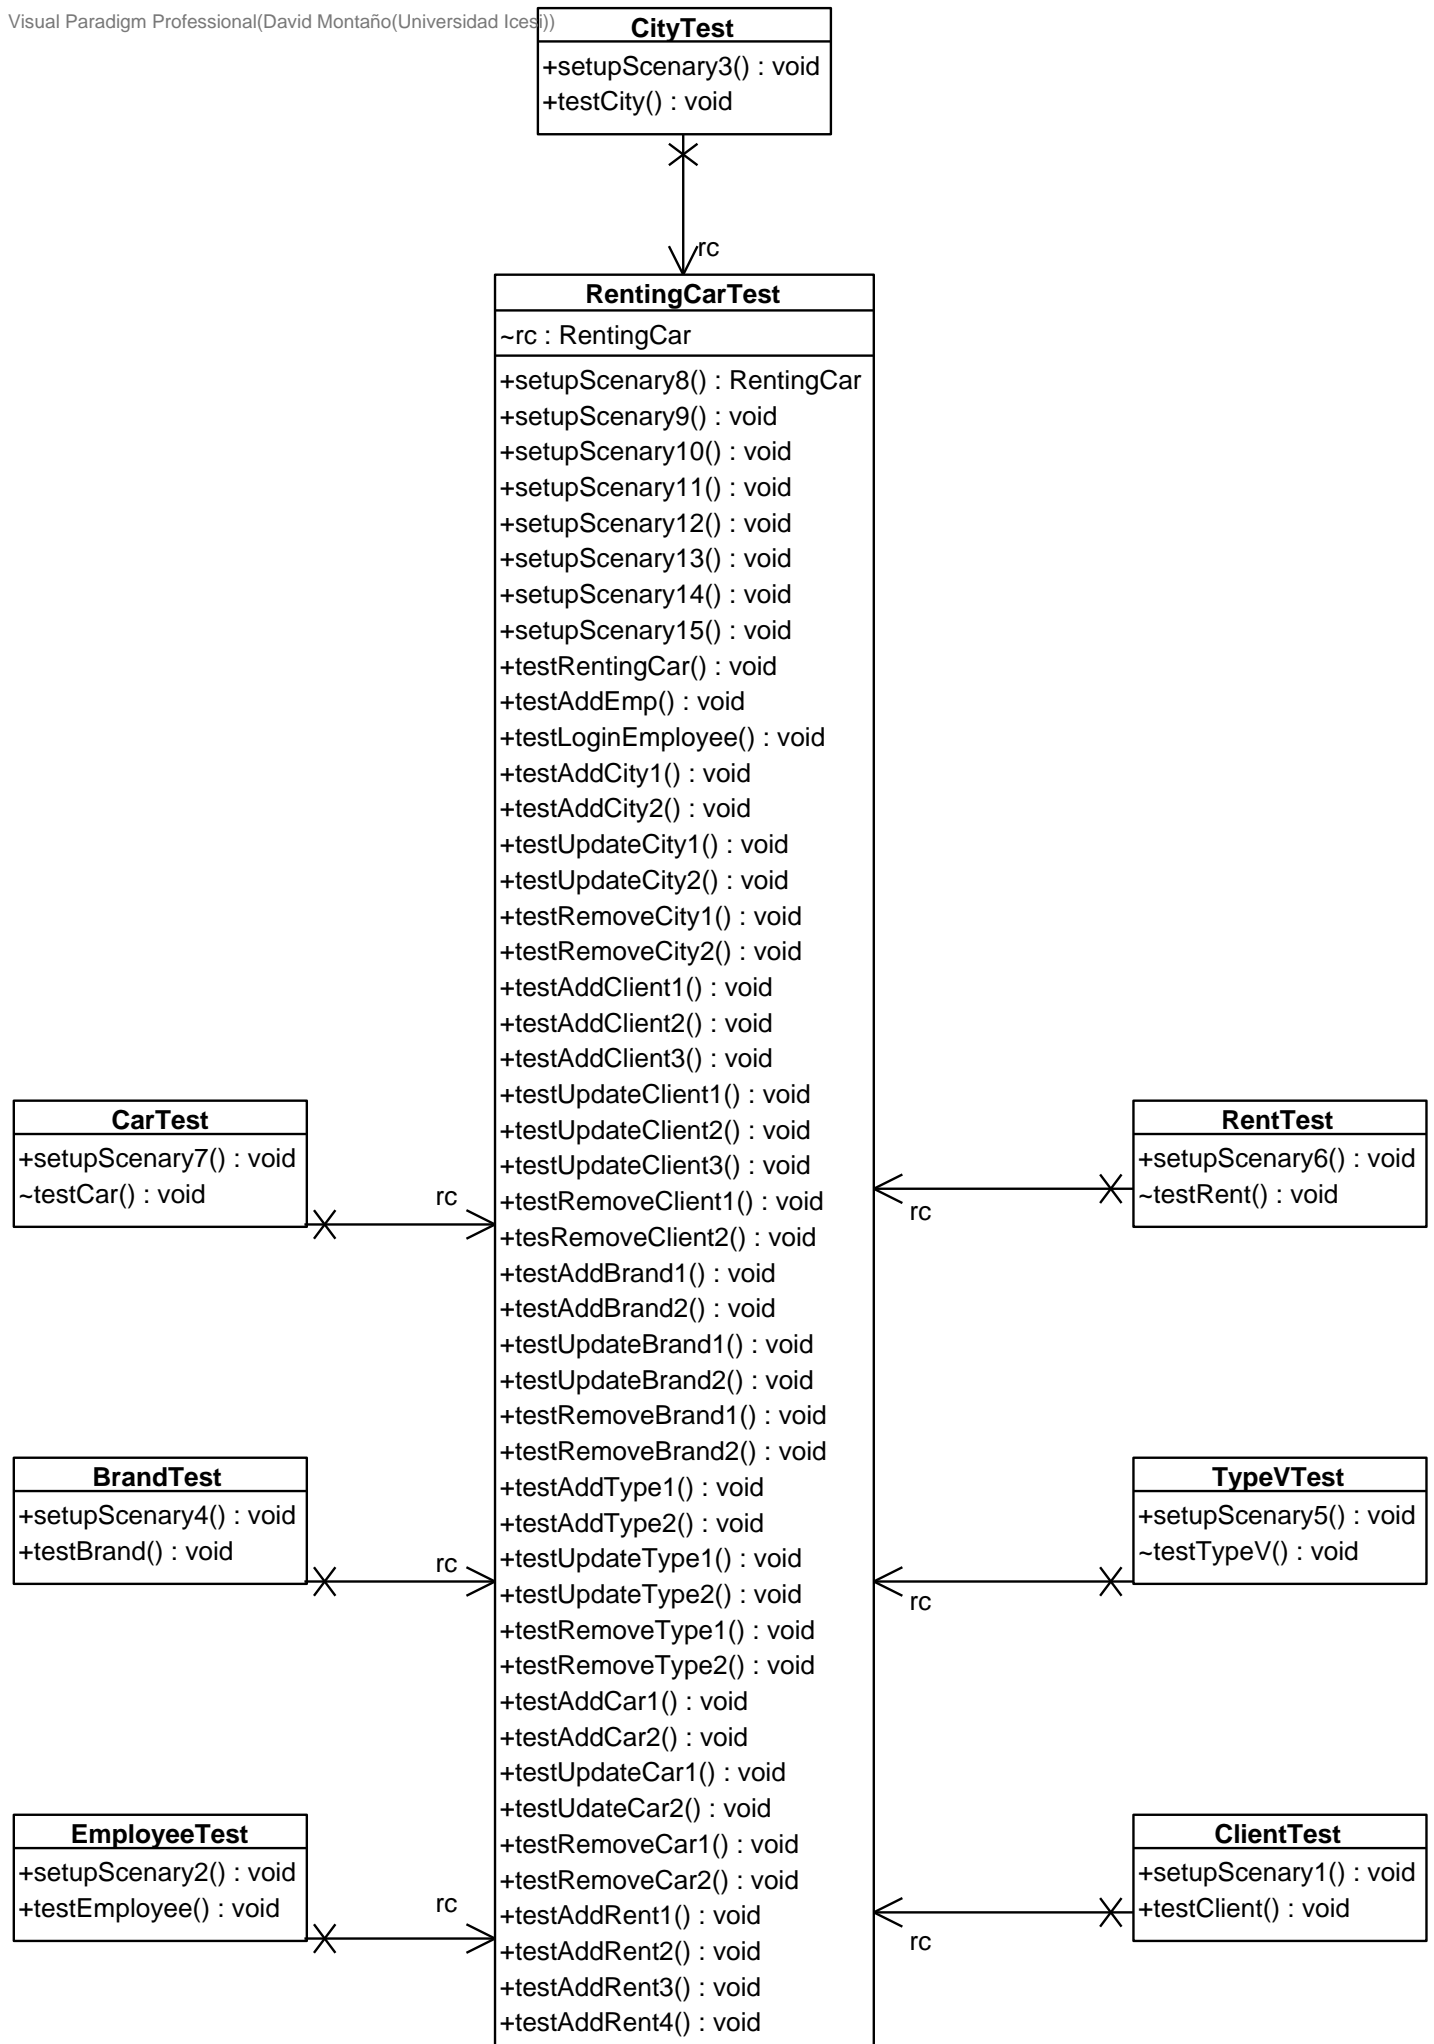 Visual Paradigm Professional(David Montaño(Universidad Icesi))
CityTest
+setupScenary3() : void
+testCity() : void
rc
RentingCarTest
~rc : RentingCar
+setupScenary8() : RentingCar
+setupScenary9() : void
+setupScenary10() : void
+setupScenary11() : void
+setupScenary12() : void
+setupScenary13() : void
+setupScenary14() : void
+setupScenary15() : void
+testRentingCar() : void
+testAddEmp() : void
+testLoginEmployee() : void
+testAddCity1() : void
+testAddCity2() : void
+testUpdateCity1() : void
+testUpdateCity2() : void
+testRemoveCity1() : void
+testRemoveCity2() : void
+testAddClient1() : void
+testAddClient2() : void
+testAddClient3() : void
+testUpdateClient1() : void
+testUpdateClient2() : void
+testUpdateClient3() : void
+testRemoveClient1() : void
+tesRemoveClient2() : void
+testAddBrand1() : void
+testAddBrand2() : void
+testUpdateBrand1() : void
+testUpdateBrand2() : void
+testRemoveBrand1() : void
+testRemoveBrand2() : void
+testAddType1() : void
+testAddType2() : void
+testUpdateType1() : void
+testUpdateType2() : void
+testRemoveType1() : void
+testRemoveType2() : void
+testAddCar1() : void
+testAddCar2() : void
+testUpdateCar1() : void
+testUdateCar2() : void
+testRemoveCar1() : void
+testRemoveCar2() : void
+testAddRent1() : void
+testAddRent2() : void
+testAddRent3() : void
+testAddRent4() : void
CarTest
+setupScenary7() : void
~testCar() : void
rc
BrandTest
+setupScenary4() : void
+testBrand() : void
rc
EmployeeTest
+setupScenary2() : void
+testEmployee() : void
rc
RentTest
+setupScenary6() : void
~testRent() : void
rc
TypeVTest
+setupScenary5() : void
~testTypeV() : void
rc
ClientTest
+setupScenary1() : void
+testClient() : void
rc